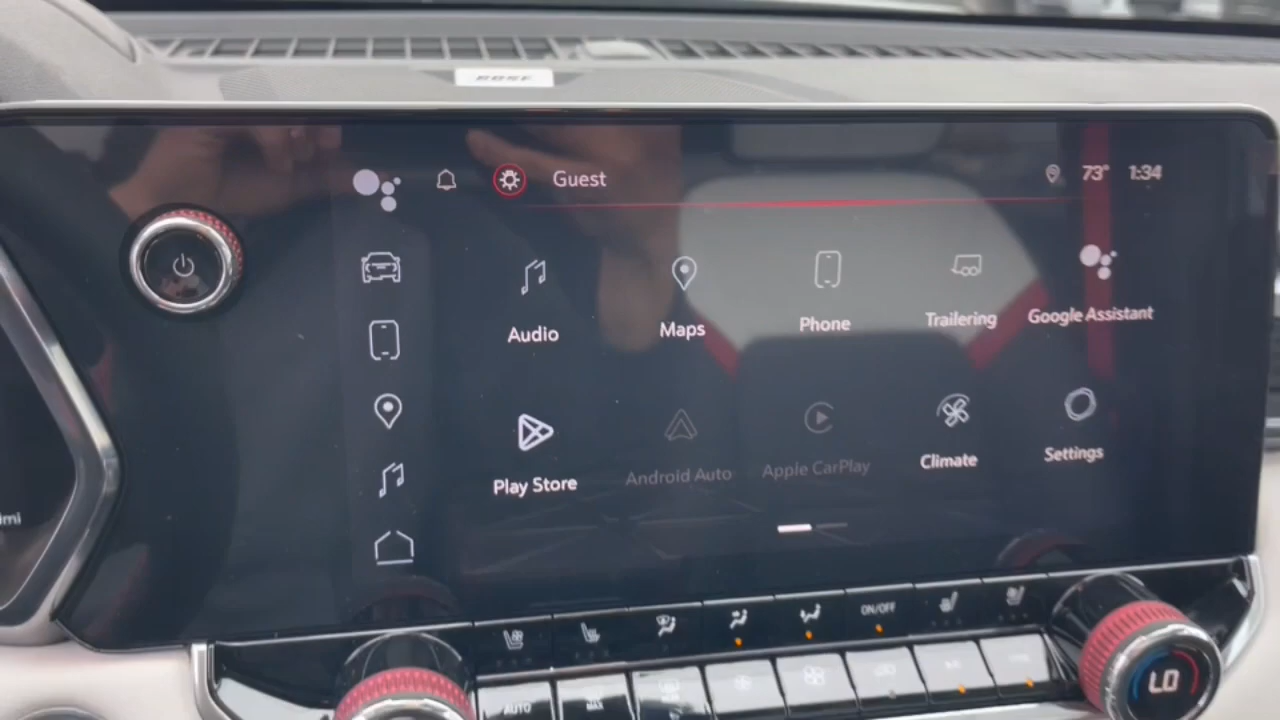 BOSE
Guest
73° 1:34
Audio
Maps
Phone
Trailering
Google Assistant
Play Store
Android Auto
Apple CarPlay
Climate
Settings
mi
ON/OFF
AUTO
LO